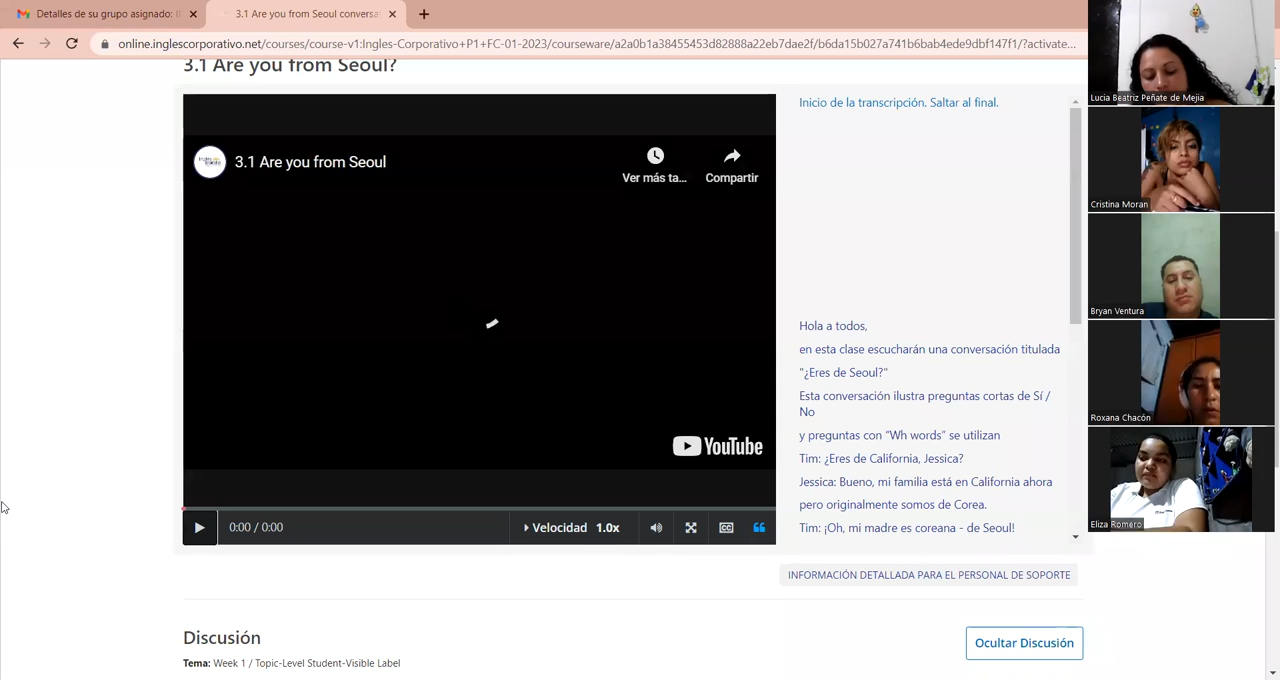 Detalles de su grupo asignado: I
3.1 Are you from Seoul conversa
online.inglescorporativo.net/courses/course-v1:Ingles-Corporativo+P1+FC-01-2023/courseware/a2a0b1a38455453d82888a22eb7dae2f/b6da15b027a741b6bab4ede9dbf147f1/?activate...
3.1 Are you from Seoul?
3.1 Are you from Seoul
Ver más ta...
Compartir
YouTube
0:00 / 0:00
Velocidad 1.0x
Inicio de la transcripción. Saltar al final.
Hola a todos,
en esta clase escucharán una conversación titulada
"¿Eres de Seoul?"
Esta conversación ilustra preguntas cortas de Sí /
No
y preguntas con “Wh words” se utilizan
Tim: ¿Eres de California, Jessica?
Jessica: Bueno, mi familia está en California ahora
pero originalmente somos de Corea.
Tim: ¡Oh, mi madre es coreana - de Seoul!
INFORMACIÓN DETALLADA PARA EL PERSONAL DE SOPORTE
Discusión
Ocultar Discusión
Tema: Week 1 / Topic-Level Student-Visible Label
Lucia Beatriz Peñate de Mejia
Cristina Moran
Bryan Ventura
Roxana Chacón
Eliza Romero